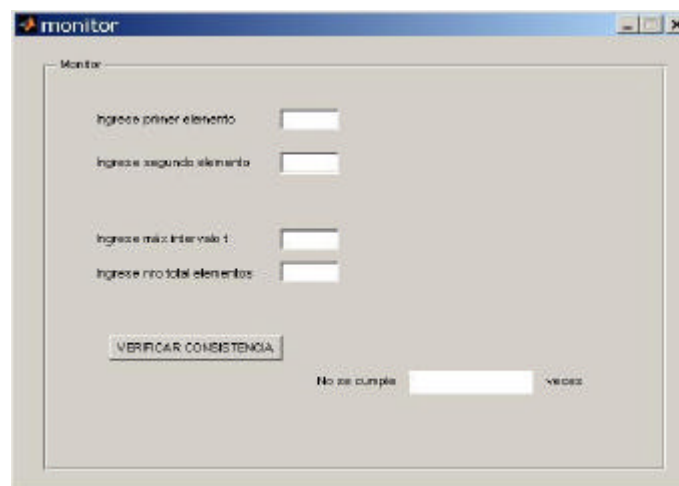 monitor
Monitor
Ingrese primer elemento
Ingrese segundo elemento
Ingrese máx intervalo t
Ingrese nro total elementos
VERIFICAR CONSISTENCIA
No se cumple veces